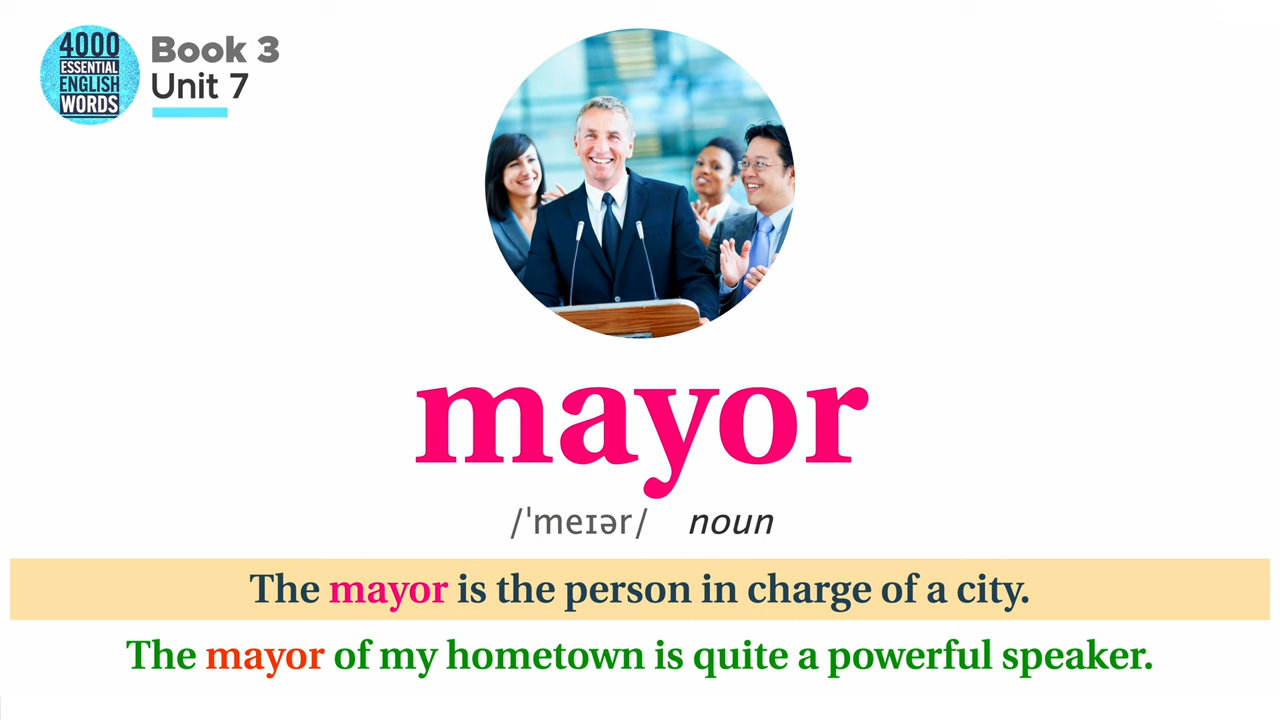 4000
ESSENTIAL
ENGLISH
WORDS
Book 3
Unit 7
mayor
/ˈmeɪər/ noun
The mayor is the person in charge of a city.
The mayor of my hometown is quite a powerful speaker.